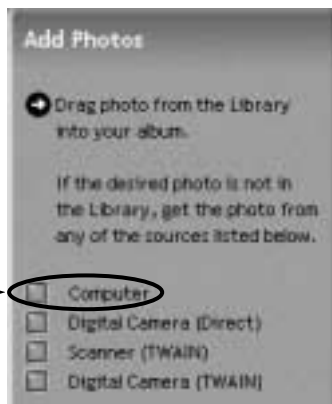 Add Photos
Drag photo from the Library
into your album.
If the desired photo is not in
the Library, get the photo from
any of the sources listed below.
Computer
Digital Camera (Direct)
Scanner (TWAIN)
Digital Camera (TWAIN)